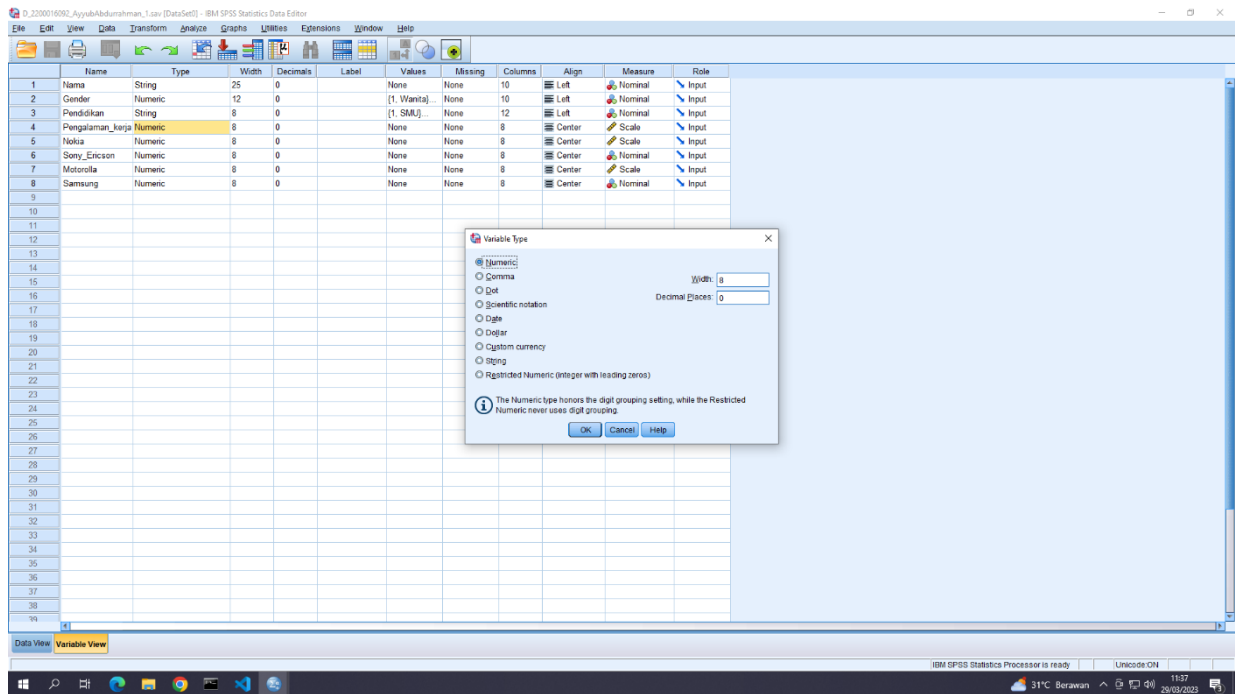 D_2200016092_AyyubAbdurrahman_1.sav [DataSet0] - IBM SPSS Statistics Data Editor
File Edit View Data Transform Analyze Graphs Utilities Extensions Window Help
Name Type Width Decimals Label Values Missing Columns Align Measure Role
1 Nama String 25 0 None None 10 Left Nominal Input
2 Gender Numeric 12 0 {1, Wanita}... None 10 Left Nominal Input
3 Pendidikan String 8 0 {1, SMU}... None 12 Left Nominal Input
4 Pengalaman_kerja Numeric 8 0 None None 8 Center Scale Input
5 Nokia Numeric 8 0 None None 8 Center Scale Input
6 Sony_Ericson Numeric 8 0 None None 8 Center Nominal Input
7 Motorolla Numeric 8 0 None None 8 Center Scale Input
8 Samsung Numeric 8 0 None None 8 Center Nominal Input
9
10
11
12
13
14
15
16
17
18
19
20
21
22
23
24
25
26
27
28
29
30
31
32
33
34
35
36
37
38
39
Variable Type
Numeric
Comma
Dot
Scientific notation
Date
Dollar
Custom currency
String
Restricted Numeric (integer with leading zeros)
Width: 8
Decimal Places: 0
The Numeric type honors the digit grouping setting, while the Restricted
Numeric never uses digit grouping.
OK Cancel Help
Data View Variable View
IBM SPSS Statistics Processor is ready Unicode:ON
31°C Berawan 11:37
29/03/2023